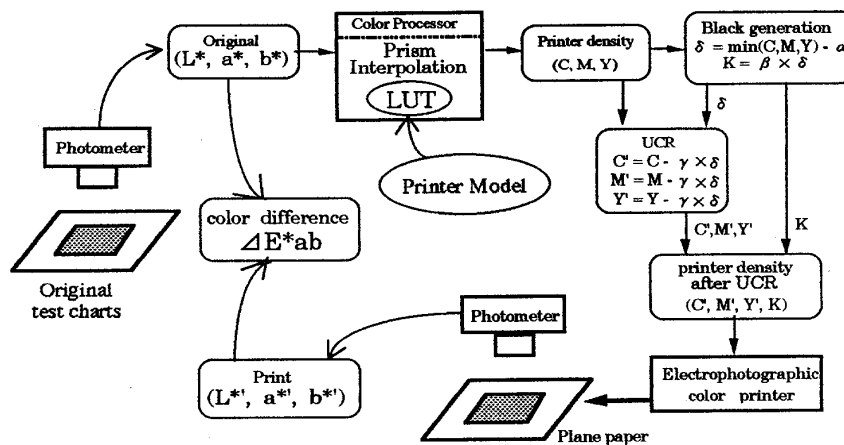 Original
(L*, a*, b*)
Color Processor
Prism
Interpolation
LUT
Printer density
(C, M, Y)
Black generation
δ = min(C,M,Y) - α
K = β × δ
Photometer
Printer Model
δ
UCR
C' = C - γ × δ
M' = M - γ × δ
Y' = Y - γ × δ
color difference
⊿E*ab
C',M',Y'
K
Original
test charts
printer density
after UCR
(C', M', Y', K)
Photometer
Print
(L*', a*', b*')
Electrophotographic
color printer
Plane paper